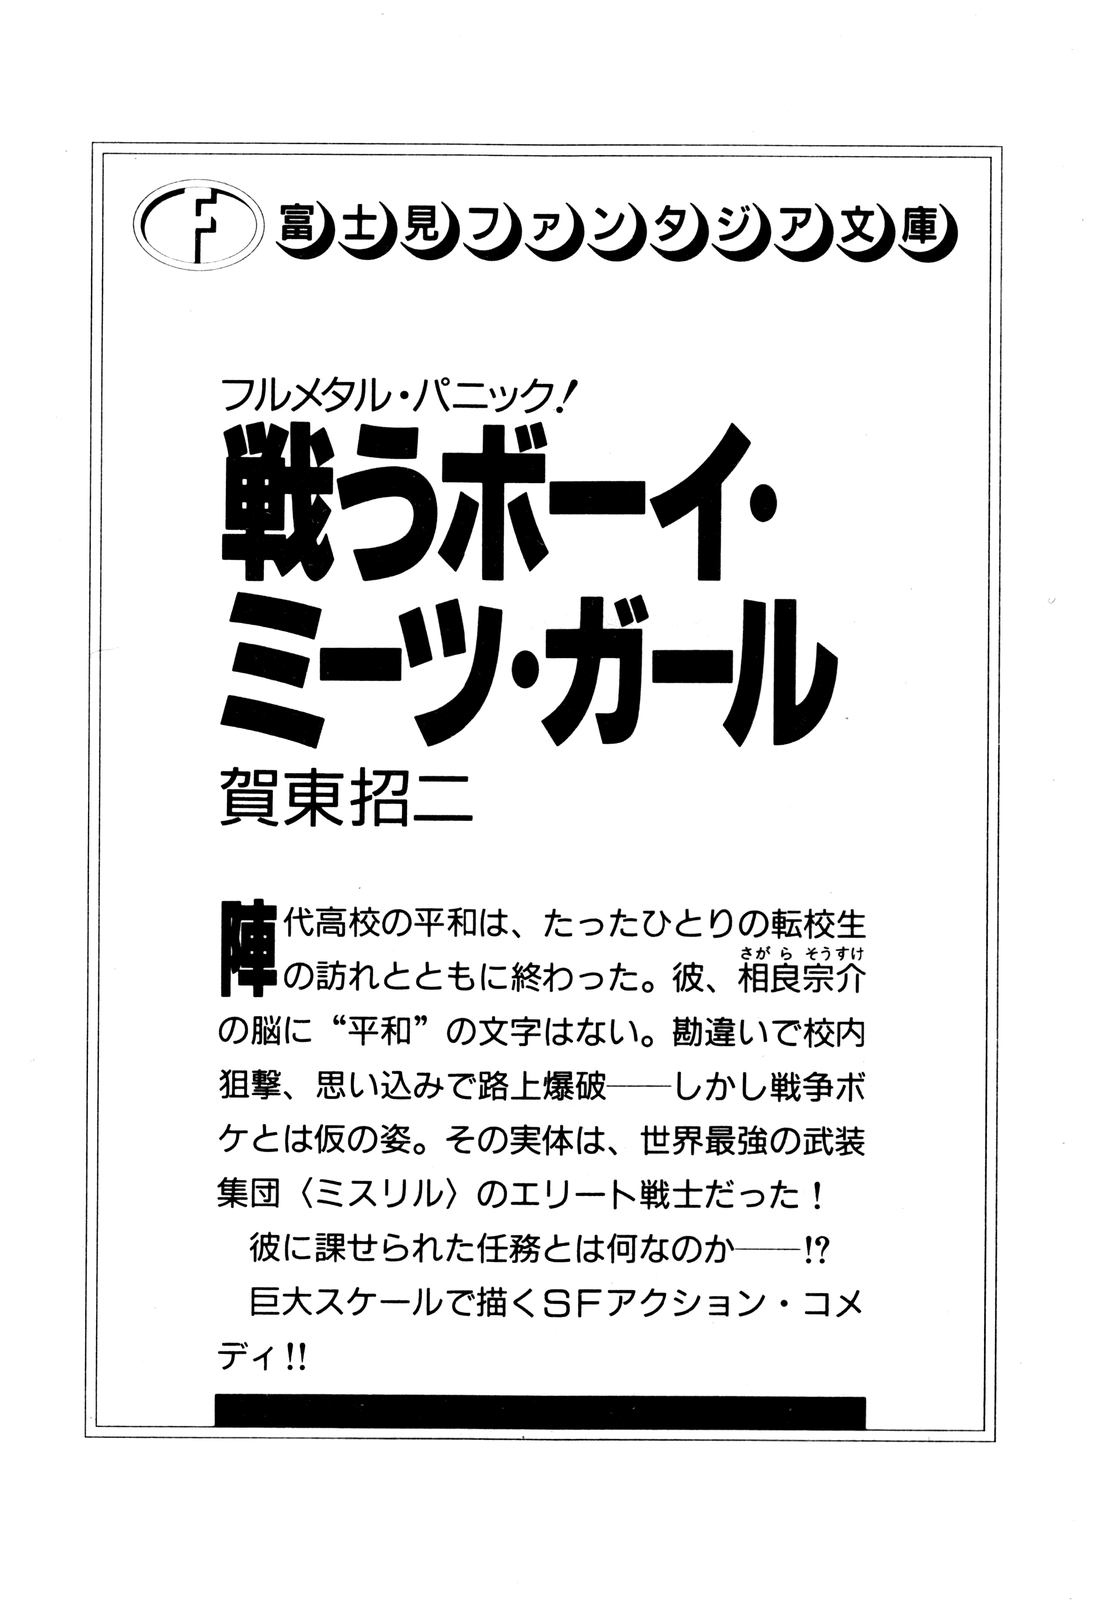 富士見ファンタジア文庫
フルメタル・パニック!
戦うボーイ・
ミーツ・ガール
賀東招二
陣代高校の平和は、たったひとりの転校生
の訪れとともに終わった。彼、相良宗介
さがら そうすけ
の脳に“平和”の文字はない。勘違いで校内
狙撃、思い込みで路上爆破――しかし戦争ボ
ケとは仮の姿。その実体は、世界最強の武装
集団〈ミスリル〉のエリート戦士だった!
彼に課せられた任務とは何なのか――!?
巨大スケールで描くSFアクション・コメ
ディ!!